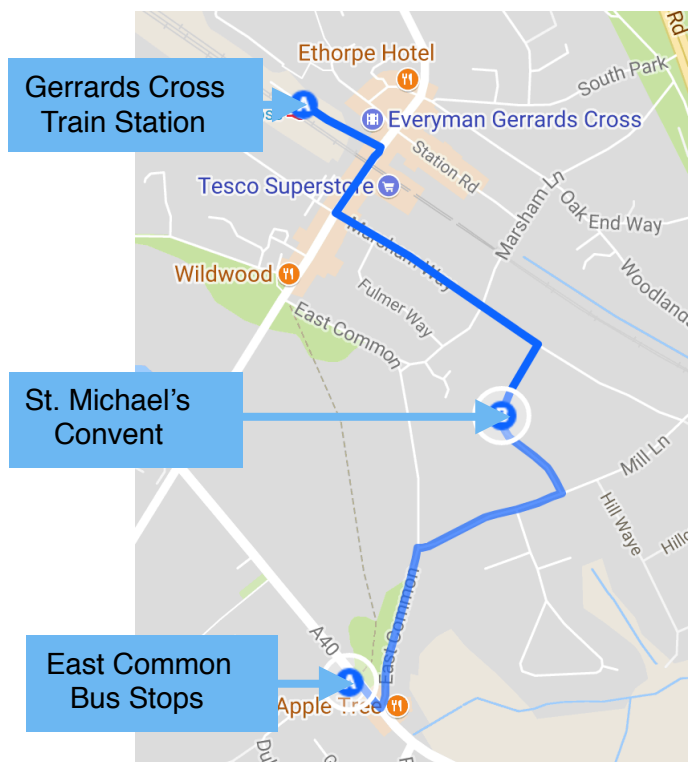 Rd
Ethorpe Hotel
South Park
Gerrards Cross
Train Station
Everyman Gerrards Cross
Station Rd
Tesco Superstore
Marsham Ln
Oak End Way
Marsham Way
Woodlands
Wildwood
Fulmer Way
East Common
St. Michael's
Convent
Mill Ln
Hill Waye
East Common
A40
East Common
Bus Stops
Apple Tree